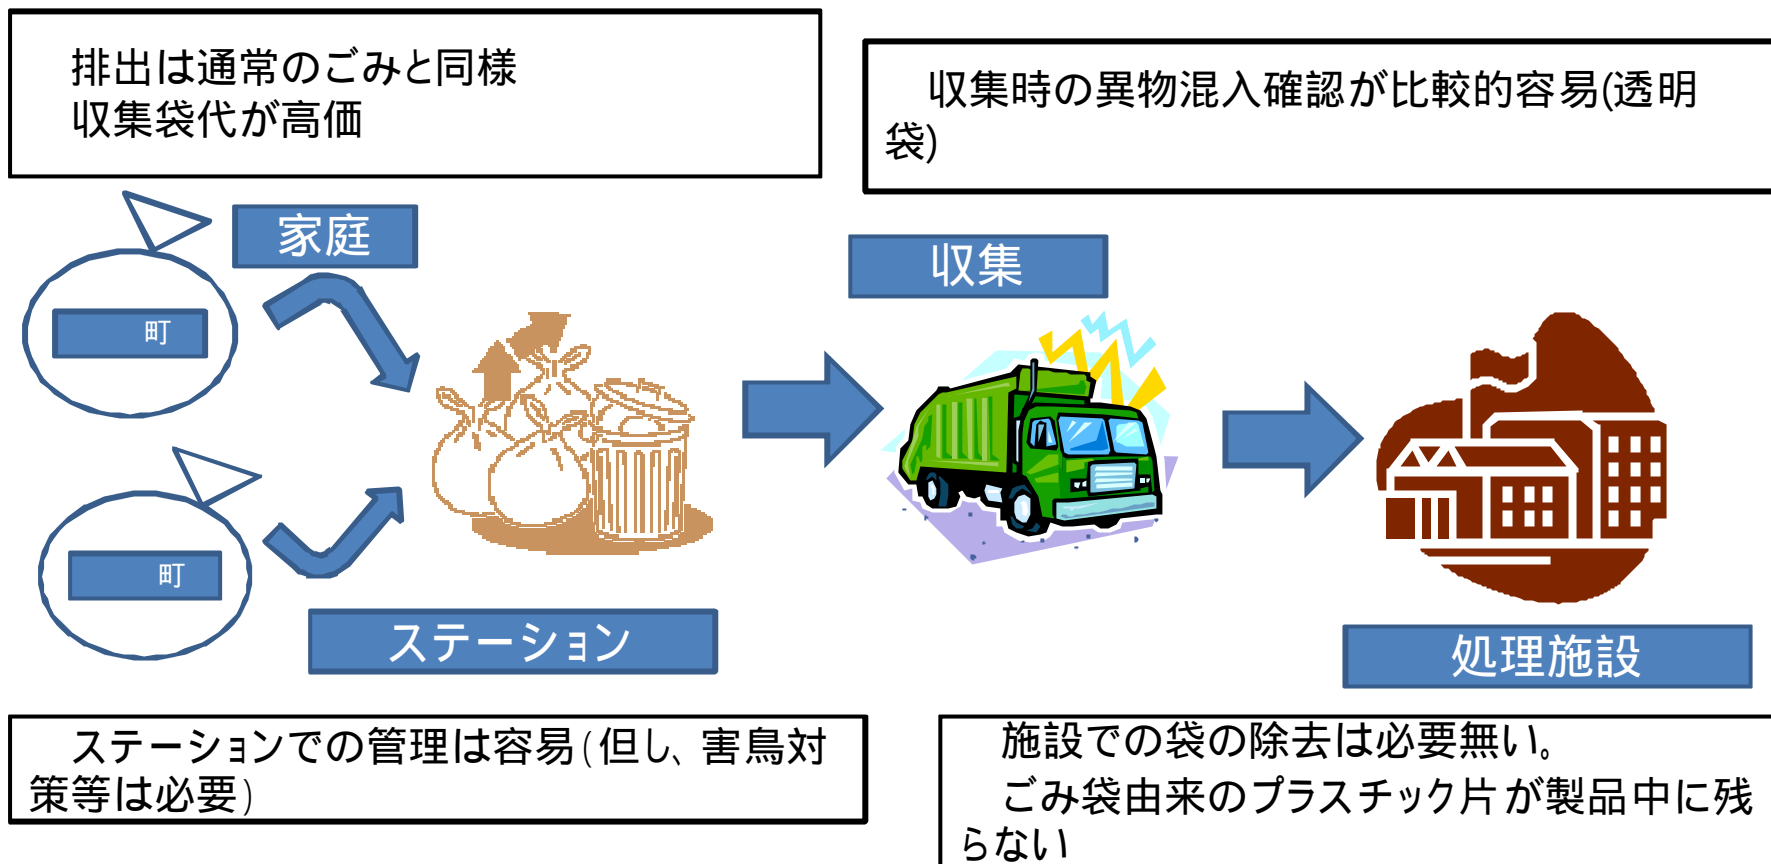 排出は通常のごみと同様
収集袋代が高価
収集時の異物混入確認が比較的容易(透明
袋)
家庭
収集
町
町
ステーション
処理施設
ステーションでの管理は容易(但し、害鳥対
策等は必要)
施設での袋の除去は必要無い。
ごみ袋由来のプラスチック片が製品中に残
らない